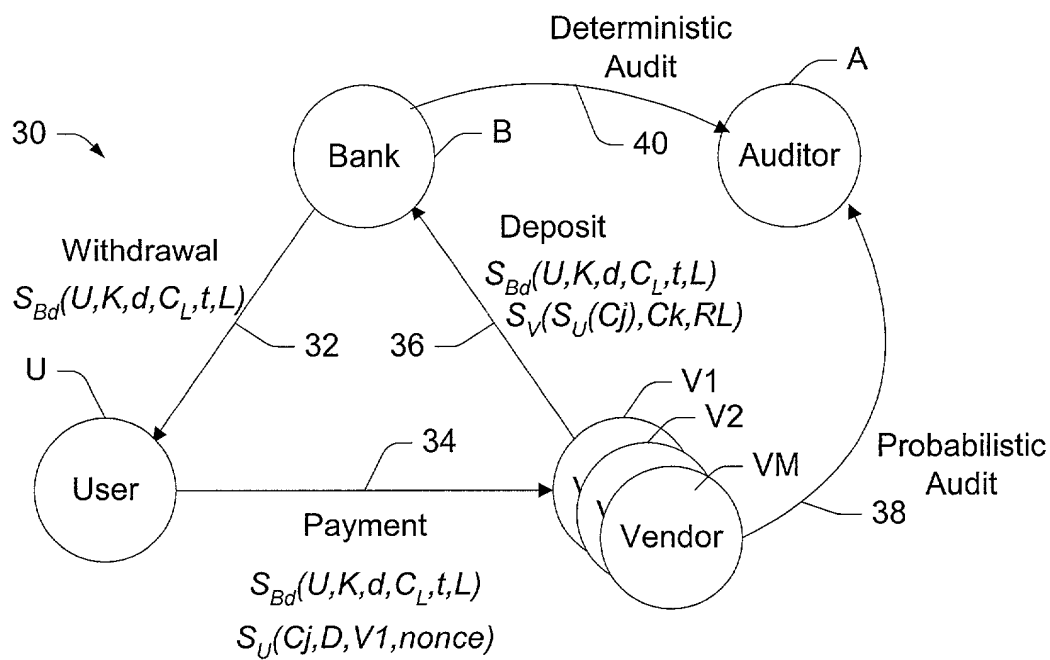 Deterministic
Audit
A
30
Bank
B
40
Auditor
Withdrawal
S_Bd(U,K,d,C_L,t,L)
Deposit
S_Bd(U,K,d,C_L,t,L)
S_V(S_U(Cj),Ck,RL)
32
36
U
V1
V2
34
VM
Probabilistic
Audit
User
V
V
Vendor
38
Payment
S_Bd(U,K,d,C_L,t,L)
S_U(Cj,D,V1,nonce)